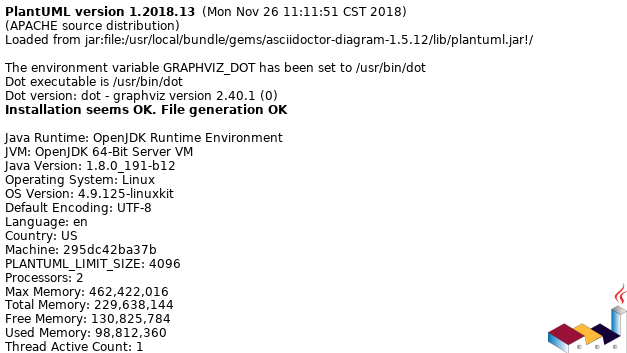 PlantUML version 1.2018.13 (Mon Nov 26 11:11:51 CST 2018)
(APACHE source distribution)
Loaded from jar:file:/usr/local/bundle/gems/asciidoctor-diagram-1.5.12/lib/plantuml.jar!/
The environment variable GRAPHVIZ_DOT has been set to /usr/bin/dot
Dot executable is /usr/bin/dot
Dot version: dot - graphviz version 2.40.1 (0)
Installation seems OK. File generation OK
Java Runtime: OpenJDK Runtime Environment
JVM: OpenJDK 64-Bit Server VM
Java Version: 1.8.0_191-b12
Operating System: Linux
OS Version: 4.9.125-linuxkit
Default Encoding: UTF-8
Language: en
Country: US
Machine: 295dc42ba37b
PLANTUML_LIMIT_SIZE: 4096
Processors: 2
Max Memory: 462,422,016
Total Memory: 229,638,144
Free Memory: 130,825,784
Used Memory: 98,812,360
Thread Active Count: 1